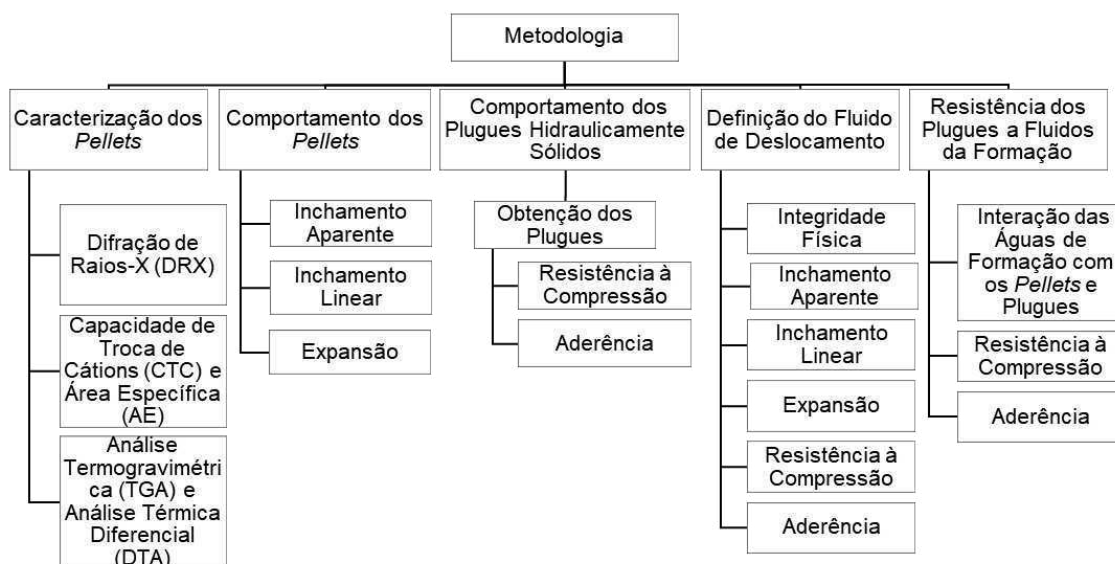 Metodologia
Caracterização dos
Pellets
Difração de
Raios-X (DRX)
Capacidade de
Troca de
Cátions (CTC) e
Área Específica
(AE)
Análise
Termogravimétri
ca (TGA) e
Análise Térmica
Diferencial
(DTA)
Comportamento dos
Pellets
Inchamento
Aparente
Inchamento
Linear
Expansão
Comportamento dos
Plugues Hidraulicamente
Sólidos
Obtenção dos
Plugues
Resistência à
Compressão
Aderência
Definição do Fluido
de Deslocamento
Integridade
Física
Inchamento
Aparente
Inchamento
Linear
Expansão
Resistência à
Compressão
Aderência
Resistência dos
Plugues a Fluidos
da Formação
Interação das
Águas de
Formação com
os Pellets e
Plugues
Resistência à
Compressão
Aderência